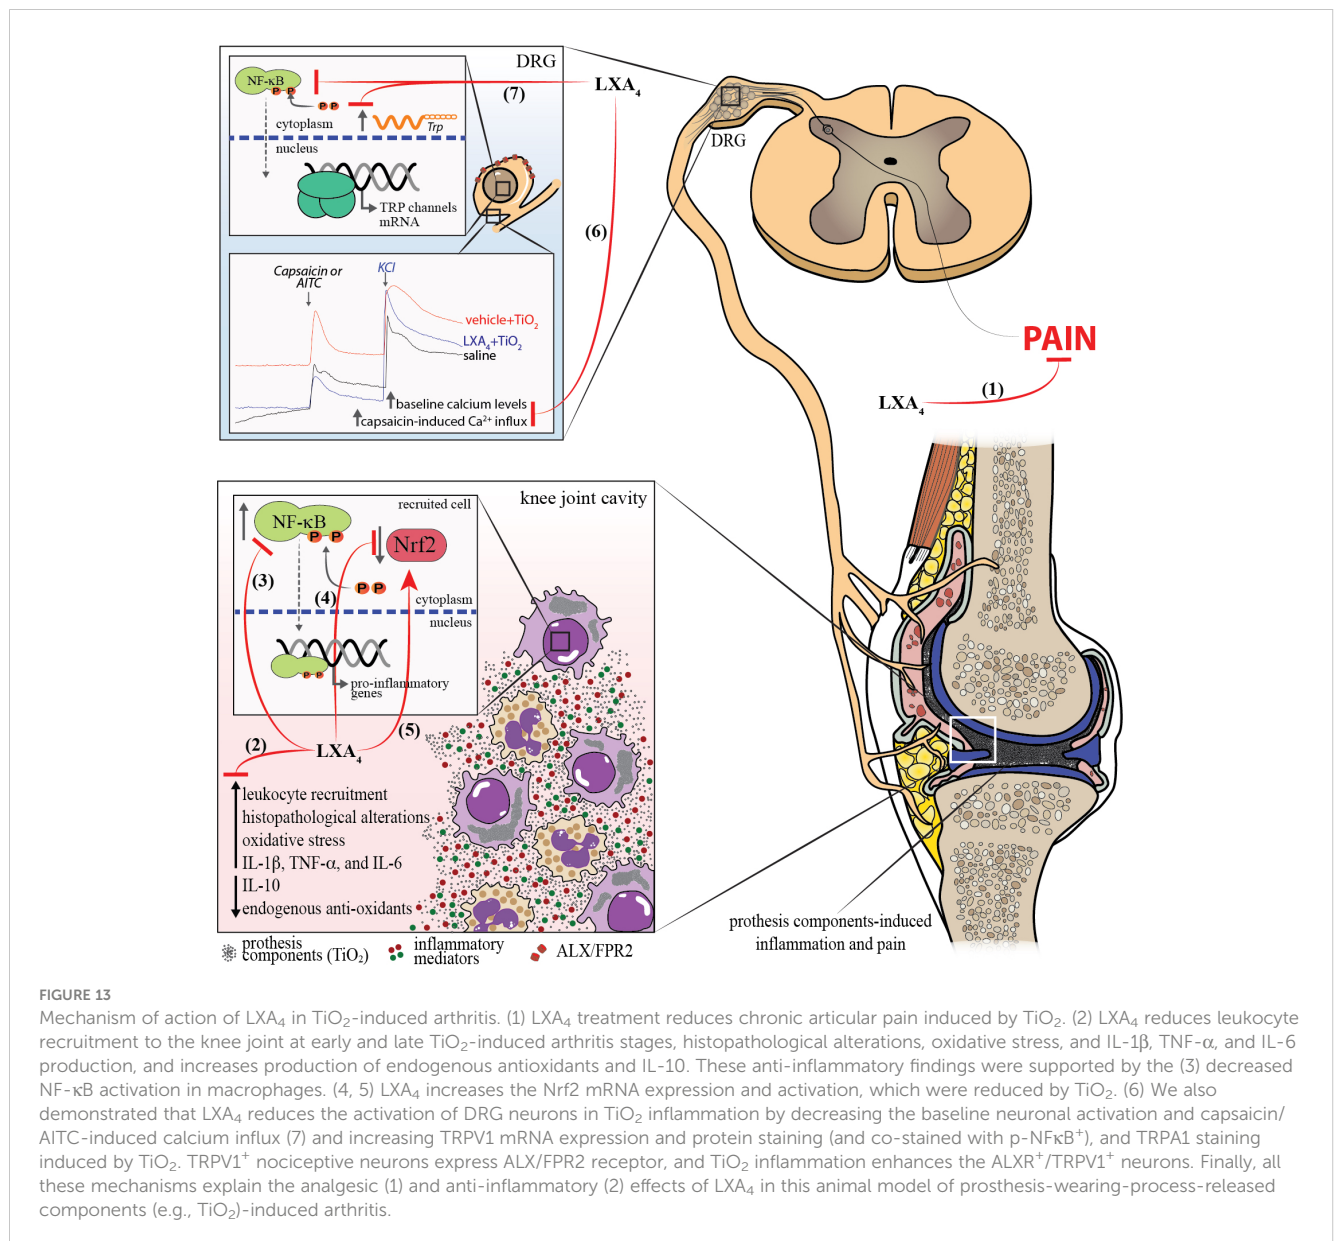 DRG
NF-κB
P P
P P
cytoplasm
nucleus
Trp
TRP channels
mRNA
LXA4
(7)
(6)
DRG
Capsaicin or
AITC
KCl
vehicle+TiO2
LXA4+TiO2
saline
baseline calcium levels
capsaicin-induced Ca2+ influx
PAIN
(1)
LXA4
knee joint cavity
recruited cell
NF-κB
P P
Nrf2
(3)
(4)
P P
cytoplasm
nucleus
P P
pro-inflammatory
genes
(5)
(2)
LXA4
leukocyte recruitment
histopathological alterations
oxidative stress
IL-1β, TNF-α, and IL-6
IL-10
endogenous anti-oxidants
prothesis components-induced
inflammation and pain
prothesis
components (TiO2)
inflammatory
mediators
ALX/FPR2
FIGURE 13
Mechanism of action of LXA4 in TiO2-induced arthritis. (1) LXA4 treatment reduces chronic articular pain induced by TiO2. (2) LXA4 reduces leukocyte
recruitment to the knee joint at early and late TiO2-induced arthritis stages, histopathological alterations, oxidative stress, and IL-1β, TNF-α, and IL-6
production, and increases production of endogenous antioxidants and IL-10. These anti-inflammatory findings were supported by the (3) decreased
NF-κB activation in macrophages. (4, 5) LXA4 increases the Nrf2 mRNA expression and activation, which were reduced by TiO2. (6) We also
demonstrated that LXA4 reduces the activation of DRG neurons in TiO2 inflammation by decreasing the baseline neuronal activation and capsaicin/
AITC-induced calcium influx (7) and increasing TRPV1 mRNA expression and protein staining (and co-stained with p-NFκB+), and TRPA1 staining
induced by TiO2. TRPV1+ nociceptive neurons express ALX/FPR2 receptor, and TiO2 inflammation enhances the ALXR+/TRPV1+ neurons. Finally, all
these mechanisms explain the analgesic (1) and anti-inflammatory (2) effects of LXA4 in this animal model of prosthesis-wearing-process-released
components (e.g., TiO2)-induced arthritis.